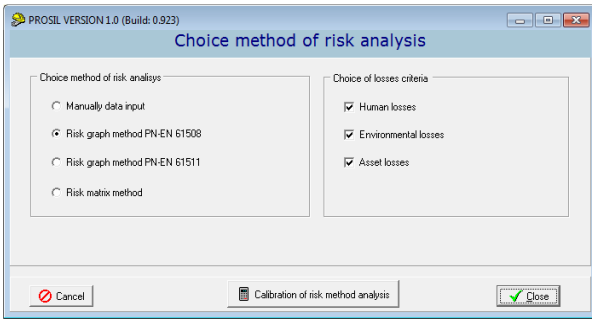 PROSIL VERSION 1.0 (Build: 0.923)
Choice method of risk analysis
Choice method of risk analisys
Manually data input
Risk graph method PN-EN 61508
Risk graph method PN-EN 61511
Risk matrix method
Choice of losses criteria
Human losses
Environmental losses
Asset losses
Cancel
Calibration of risk method analysis
Close